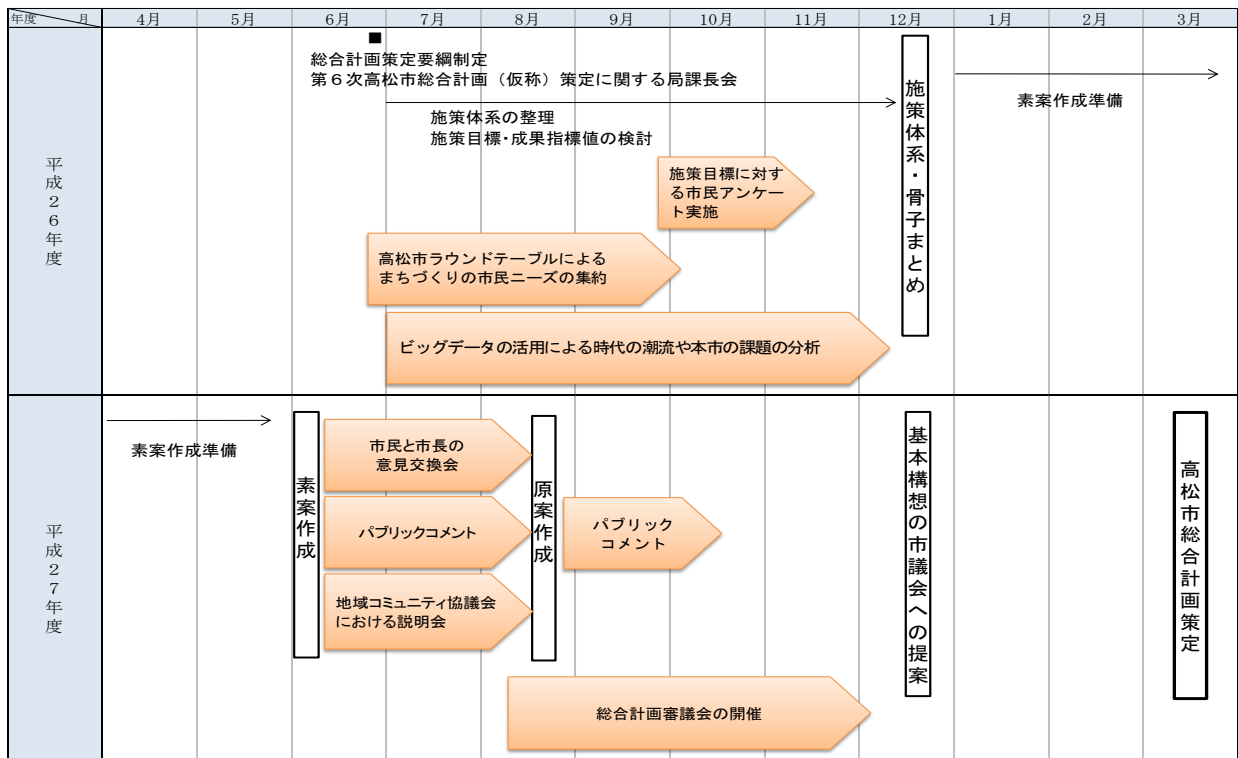 年度 月 4月 5月 6月 7月 8月 9月 10月 11月 12月 1月 2月 3月
平成26年度
■
総合計画策定要綱制定
第６次高松市総合計画（仮称）策定に関する局課長会
施策体系の整理
施策目標・成果指標値の検討
施策目標に対す
る市民アンケー
ト実施
高松市ラウンドテーブルによる
まちづくりの市民ニーズの集約
ビッグデータの活用による時代の潮流や本市の課題の分析
施策体系・骨子まとめ
素案作成準備
平成27年度
素案作成準備
素案作成
市民と市長の
意見交換会
パブリックコメント
地域コミュニティ協議会
における説明会
原案作成
パブリック
コメント
総合計画審議会の開催
基本構想の市議会への提案
高松市総合計画策定